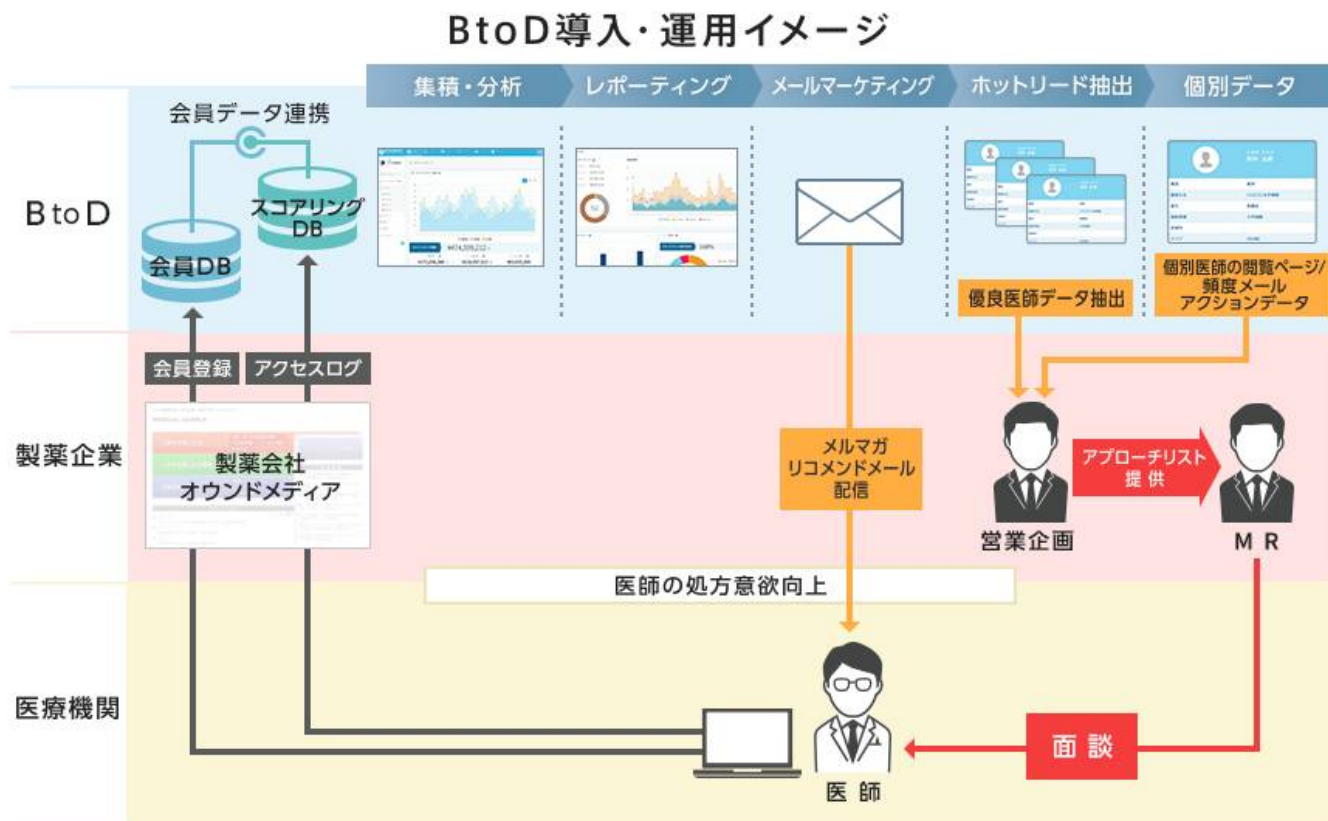 BtoD導入・運用イメージ
集積・分析
レポーティング
メールマーケティング
ホットリード抽出
個別データ
BtoD
会員データ連携
スコアリング
DB
会員DB
優良医師データ抽出
個別医師の閲覧ページ/
頻度メール
アクションデータ
製薬企業
会員登録
アクセスログ
製薬会社
オウンドメディア
メルマガ
リコメンドメール
配信
営業企画
アプローチリスト
提供
MR
医師の処方意欲向上
医療機関
医師
面談